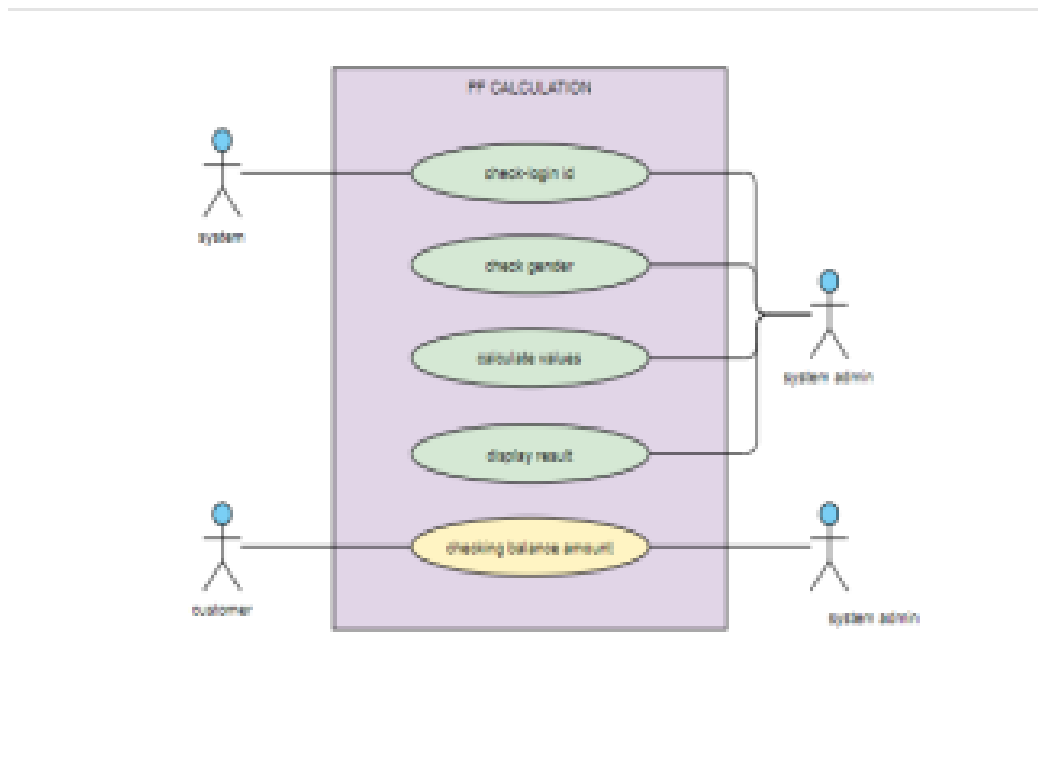 PF CALCULATION
check-login id
system
check gender
calculate values
system admin
display result
checking balance amount
customer
system admin